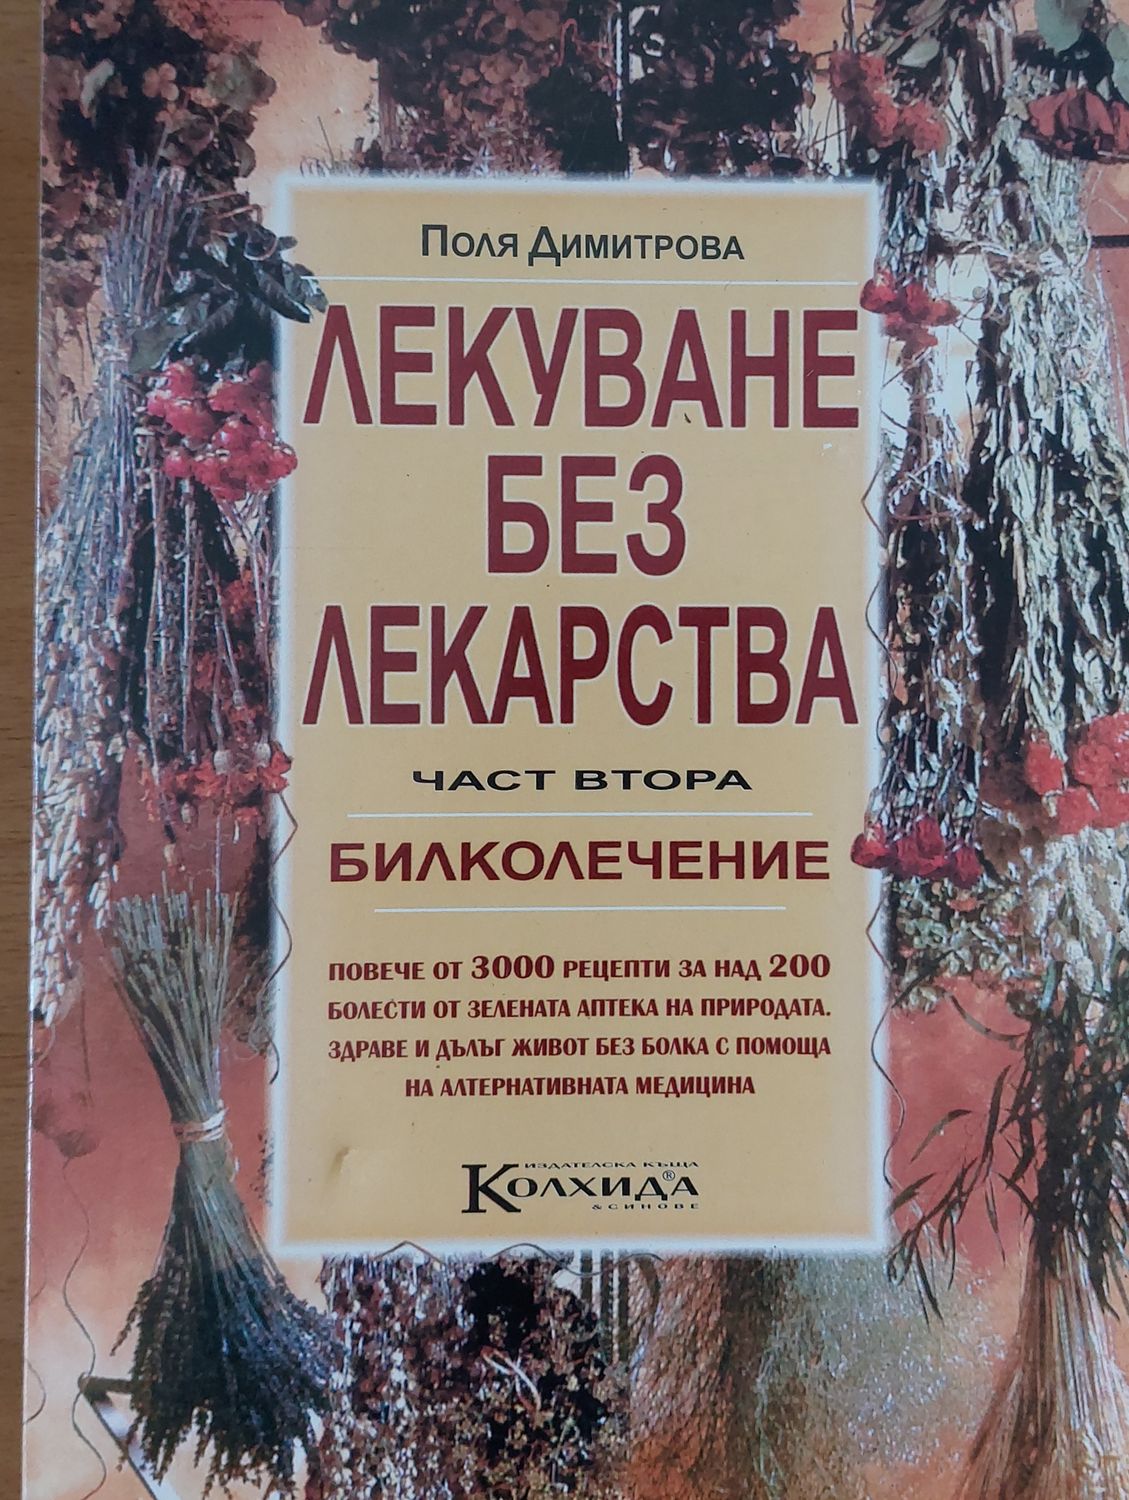 Поля Димитрова
ЛЕКУВАНЕ
БЕЗ
ЛЕКАРСТВА
ЧАСТ ВТОРА
БИЛКОЛЕЧЕНИЕ
ПОВЕЧЕ ОТ 3000 РЕЦЕПТИ ЗА НАД 200
БОЛЕСТИ ОТ ЗЕЛЕНАТА АПТЕКА НА ПРИРОДАТА.
ЗДРАВЕ И ДЪЛЪГ ЖИВОТ БЕЗ БОЛКА С ПОМОЩА
НА АЛТЕРНАТИВНАТА МЕДИЦИНА
ИЗДАТЕЛСКА КЪЩА
КОЛХИДА®
& СИНОВЕ